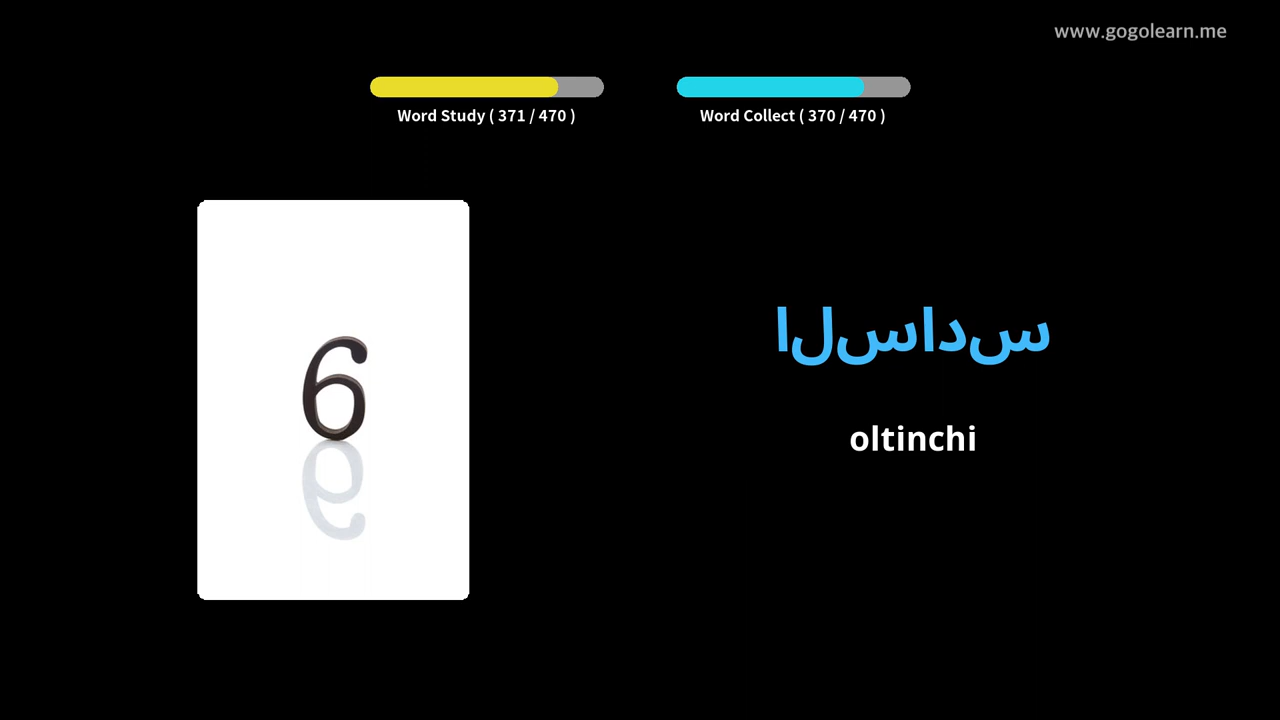 www.gogolearn.me
Word Study ( 371 / 470 )
Word Collect ( 370 / 470 )
6
السادس
oltinchi